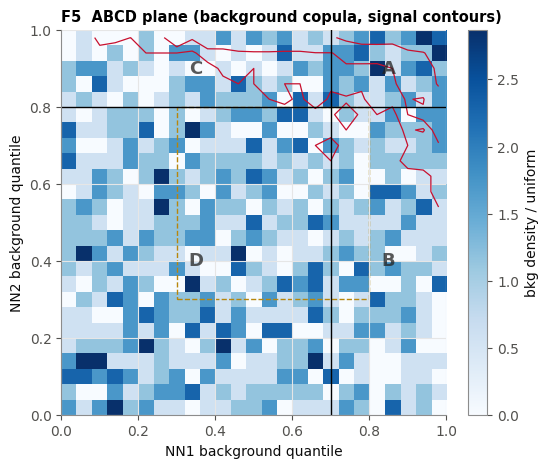 F5  ABCD plane (background copula, signal contours)
1.0
0.8
0.6
0.4
0.2
0.0
NN2 background quantile
C
A
D
B
0.0
0.2
0.4
0.6
0.8
1.0
NN1 background quantile
2.5
2.0
1.5
1.0
0.5
0.0
bkg density / uniform